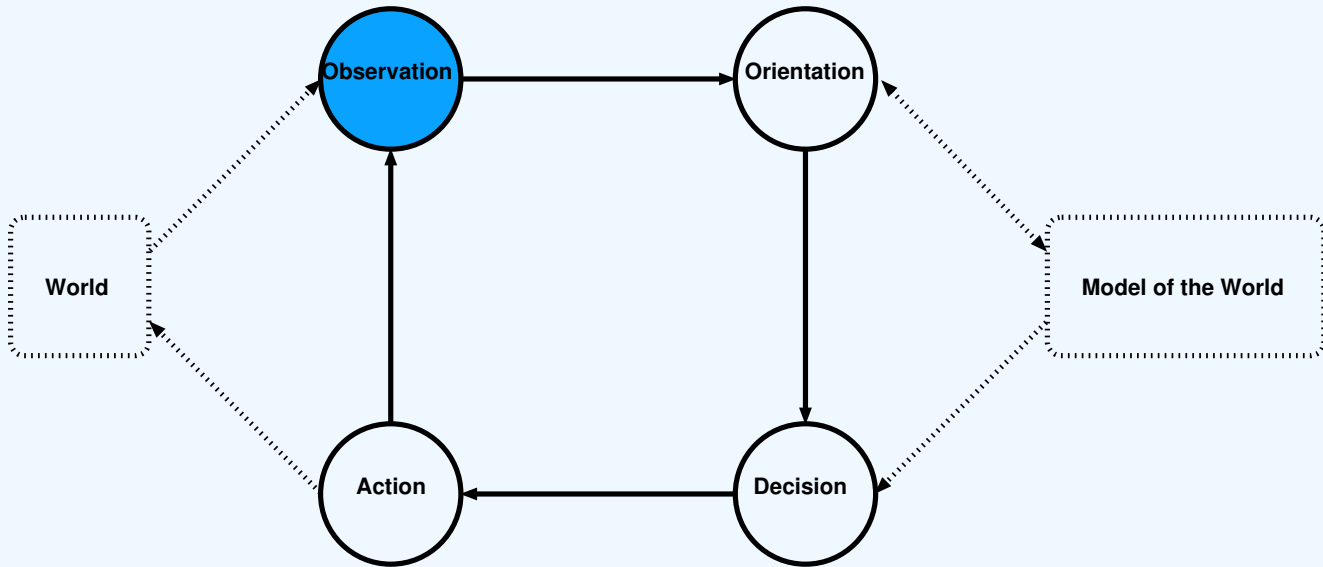 Observation
Orientation
World
Model of the World
Action
Decision